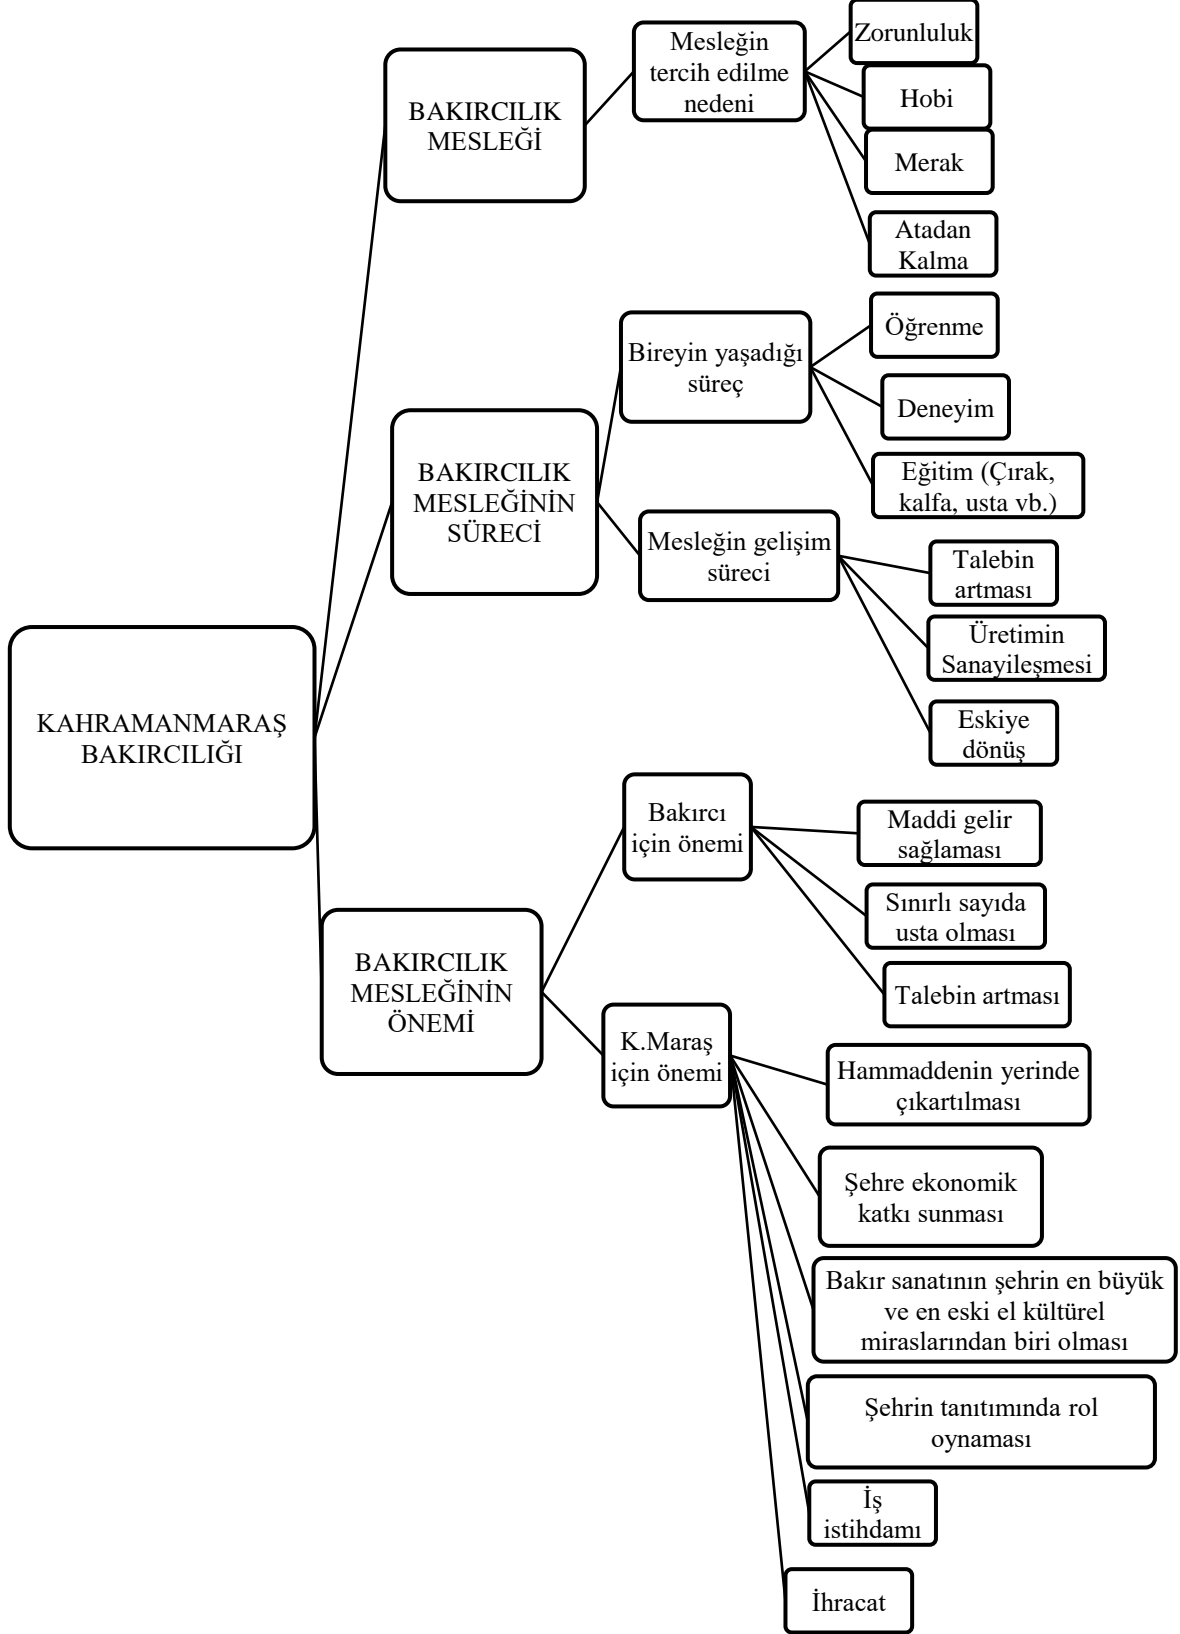 KAHRAMANMARAŞ
BAKIRCILIĞI
BAKIRCILIK
MESLEĞİ
Mesleğin
tercih edilme
nedeni
Zorunluluk
Hobi
Merak
Atadan
Kalma
BAKIRCILIK
MESLEĞİNİN
SÜRECİ
Bireyin yaşadığı
süreç
Öğrenme
Deneyim
Eğitim (Çırak,
kalfa, usta vb.)
Mesleğin gelişim
süreci
Talebin
artması
Üretimin
Sanayileşmesi
Eskiye
dönüş
BAKIRCILIK
MESLEĞİNİN
ÖNEMİ
Bakırcı
için önemi
Maddi gelir
sağlaması
Sınırlı sayıda
usta olması
Talebin artması
K.Maraş
için önemi
Hammaddenin yerinde
çıkartılması
Şehre ekonomik
katkı sunması
Bakır sanatının şehrin en büyük
ve en eski el kültürel
miraslarından biri olması
Şehrin tanıtımında rol
oynaması
İş
istihdamı
İhracat